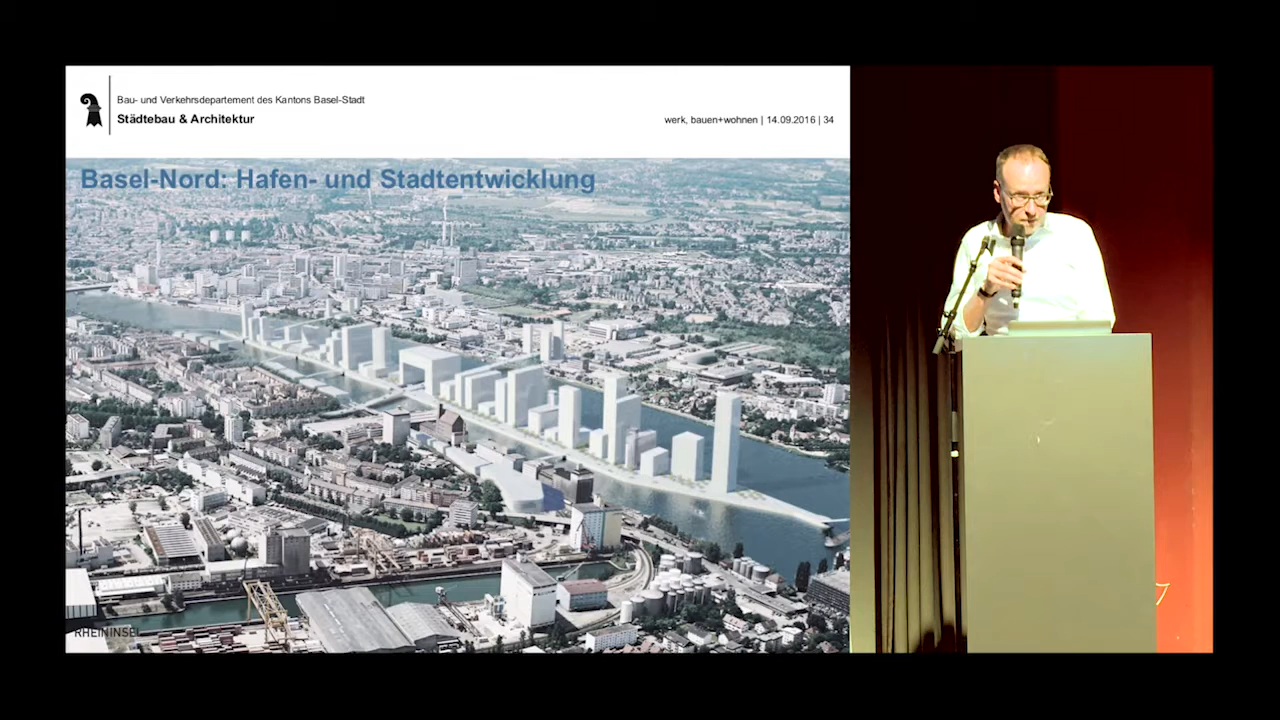 Bau- und Verkehrsdepartement des Kantons Basel-Stadt
Städtebau & Architektur
werk, bauen+wohnen | 14.09.2016 | 34
Basel-Nord: Hafen- und Stadtentwicklung
RHEININSEL